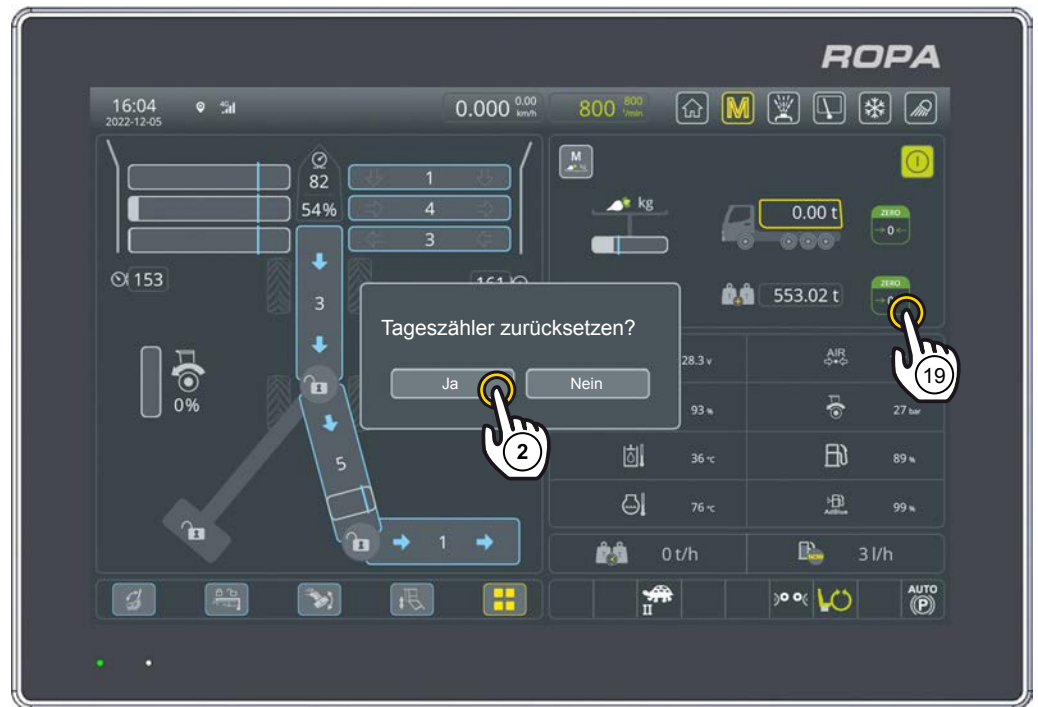 ROPA
16:04
2022-12-05
4G
0.000 0.00 km/h
800 800 1/min
M
82
54%
1
4
3
153
161
3
0%
5
1
M
kg
0.00 t
ZERO
→0←
553.02 t
ZERO
Tageszähler zurücksetzen?
Ja
Nein
2
19
28.3 v
AIR
93 %
27 bar
36 °C
89 %
76 °C
AdBlue
99 %
0 t/h
3 l/h
II
AUTO
(P)